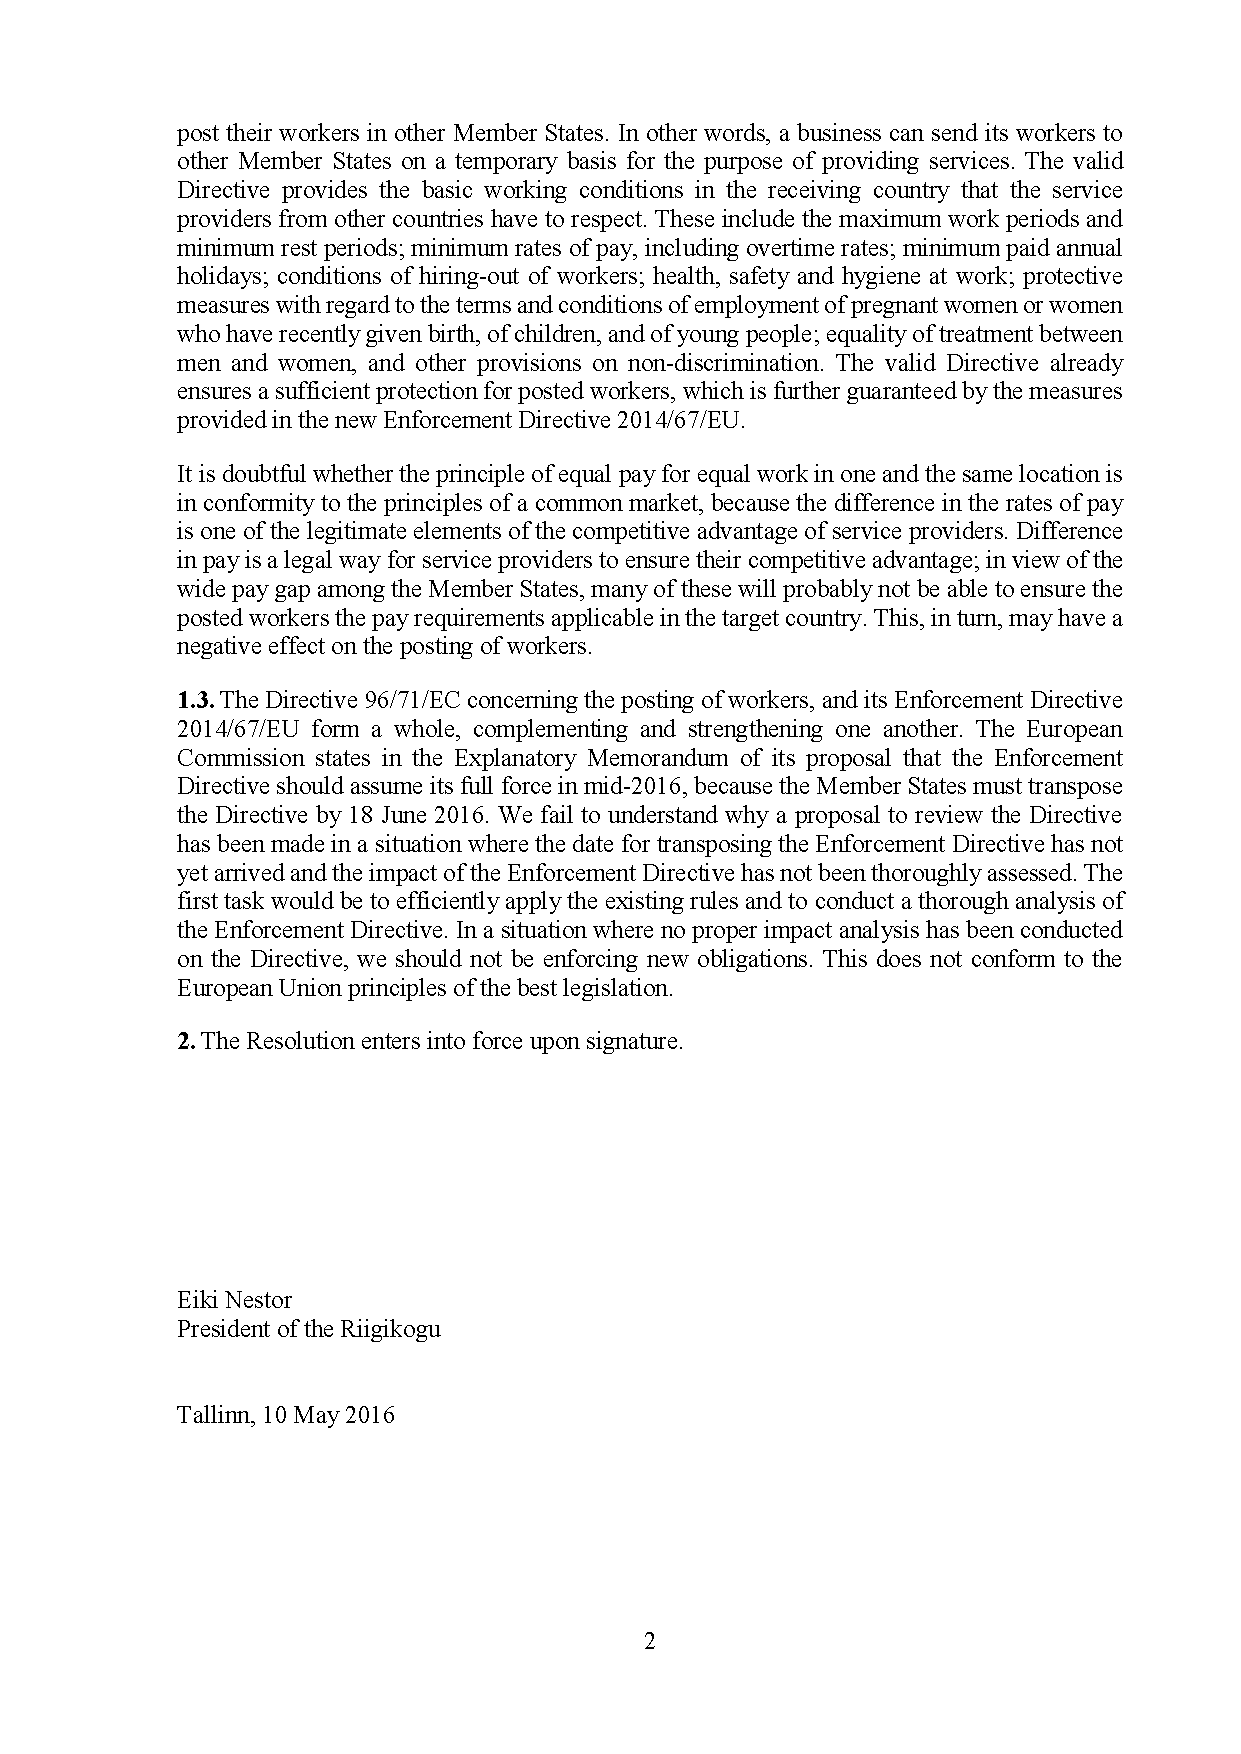 post their workers in other Member States. In other words, a business can send its workers to
other Member States on a temporary basis for the purpose of providing services. The valid
Directive provides the basic working conditions in the receiving country that the service
providers from other countries have to respect. These include the maximum work periods and
minimum rest periods; minimum rates of pay, including overtime rates; minimum paid annual
holidays; conditions of hiring-out of workers; health, safety and hygiene at work; protective
measures with regard to the terms and conditions of employment of pregnant women or women
who have recently given birth, of children, and of young people; equality of treatment between
men and women, and other provisions on non-discrimination. The valid Directive already
ensures a sufficient protection for posted workers, which is further guaranteed by the measures
provided in the new Enforcement Directive 2014/67/EU.
It is doubtful whether the principle of equal pay for equal work in one and the same location is
in conformity to the principles of a common market, because the difference in the rates of pay
is one of the legitimate elements of the competitive advantage of service providers. Difference
in pay is a legal way for service providers to ensure their competitive advantage; in view of the
wide pay gap among the Member States, many of these will probably not be able to ensure the
posted workers the pay requirements applicable in the target country. This, in turn, may have a
negative effect on the posting of workers.
1.3. The Directive 96/71/EC concerning the posting of workers, and its Enforcement Directive
2014/67/EU form a whole, complementing and strengthening one another. The European
Commission states in the Explanatory Memorandum of its proposal that the Enforcement
Directive should assume its full force in mid-2016, because the Member States must transpose
the Directive by 18 June 2016. We fail to understand why a proposal to review the Directive
has been made in a situation where the date for transposing the Enforcement Directive has not
yet arrived and the impact of the Enforcement Directive has not been thoroughly assessed. The
first task would be to efficiently apply the existing rules and to conduct a thorough analysis of
the Enforcement Directive. In a situation where no proper impact analysis has been conducted
on the Directive, we should not be enforcing new obligations. This does not conform to the
European Union principles of the best legislation.
2. The Resolution enters into force upon signature.
Eiki Nestor
President of the Riigikogu
Tallinn, 10 May 2016
2